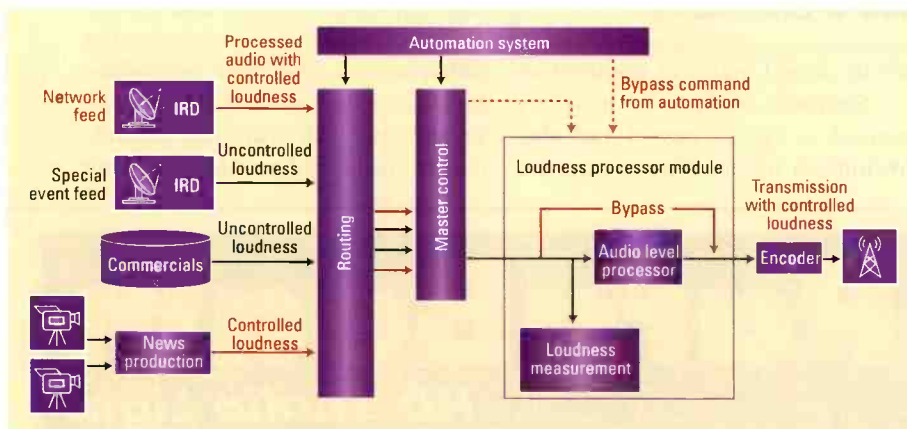 Automation system
Processed
audio with
controlled
loudness
Bypass command
from automation
Network
feed
IRD
Special
event feed
IRD
Uncontrolled
loudness
Uncontrolled
loudness
Commercials
Controlled
loudness
News
production
Routing
Master control
Loudness processor module
Bypass
Audio level
processor
Loudness
measurement
Transmission
with controlled
loudness
Encoder